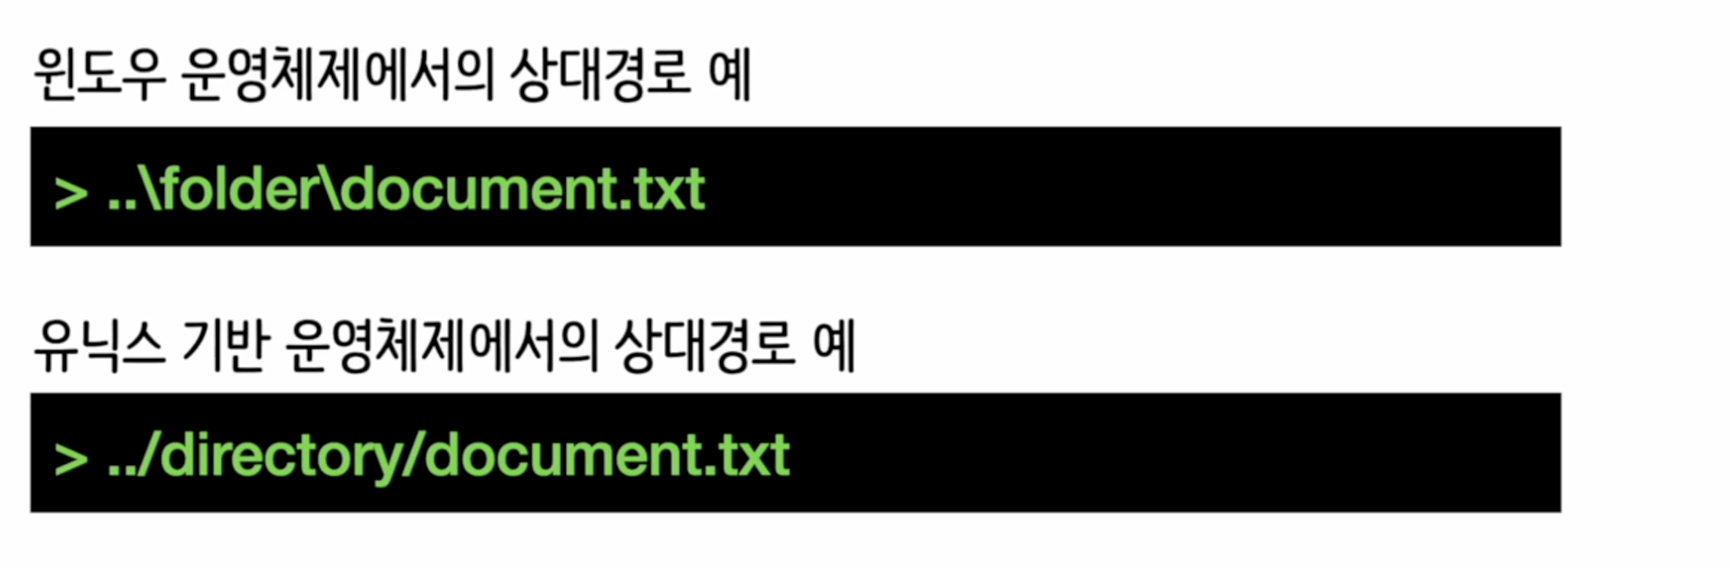 윈도우 운영체제에서의 상대경로 예
> ..\folder\document.txt
유닉스 기반 운영체제에서의 상대경로 예
> ../directory/document.txt